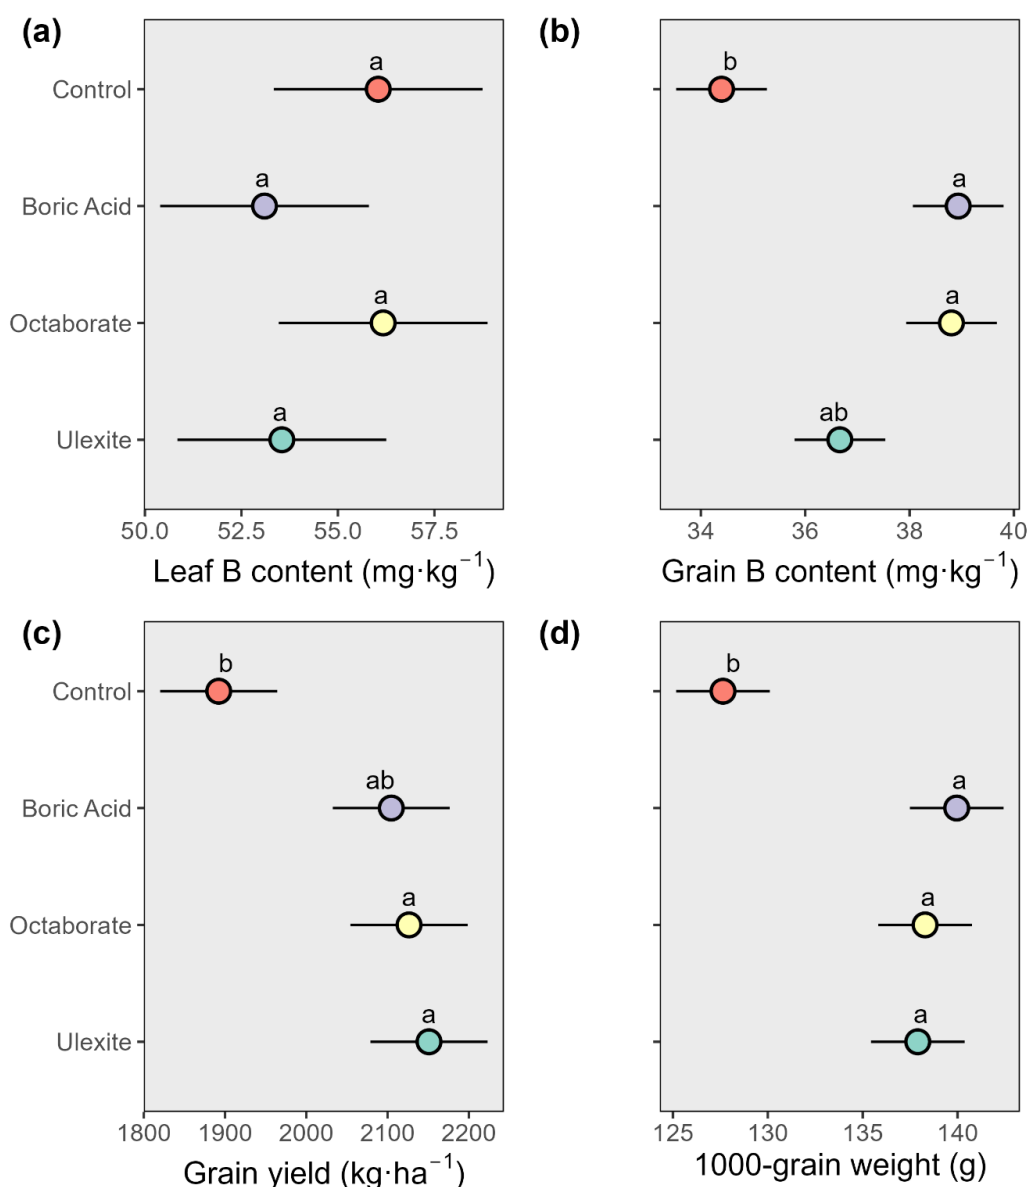 (a)
a
Control
a
Boric Acid
a
Octaborate
a
Ulexite
50.0 52.5 55.0 57.5
Leaf B content (mg·kg⁻¹)
(b)
b
a
a
ab
34 36 38 40
Grain B content (mg·kg⁻¹)
(c)
b
Control
ab
Boric Acid
a
Octaborate
a
Ulexite
1800 1900 2000 2100 2200
Grain yield (kg·ha⁻¹)
(d)
b
a
a
a
125 130 135 140
1000-grain weight (g)